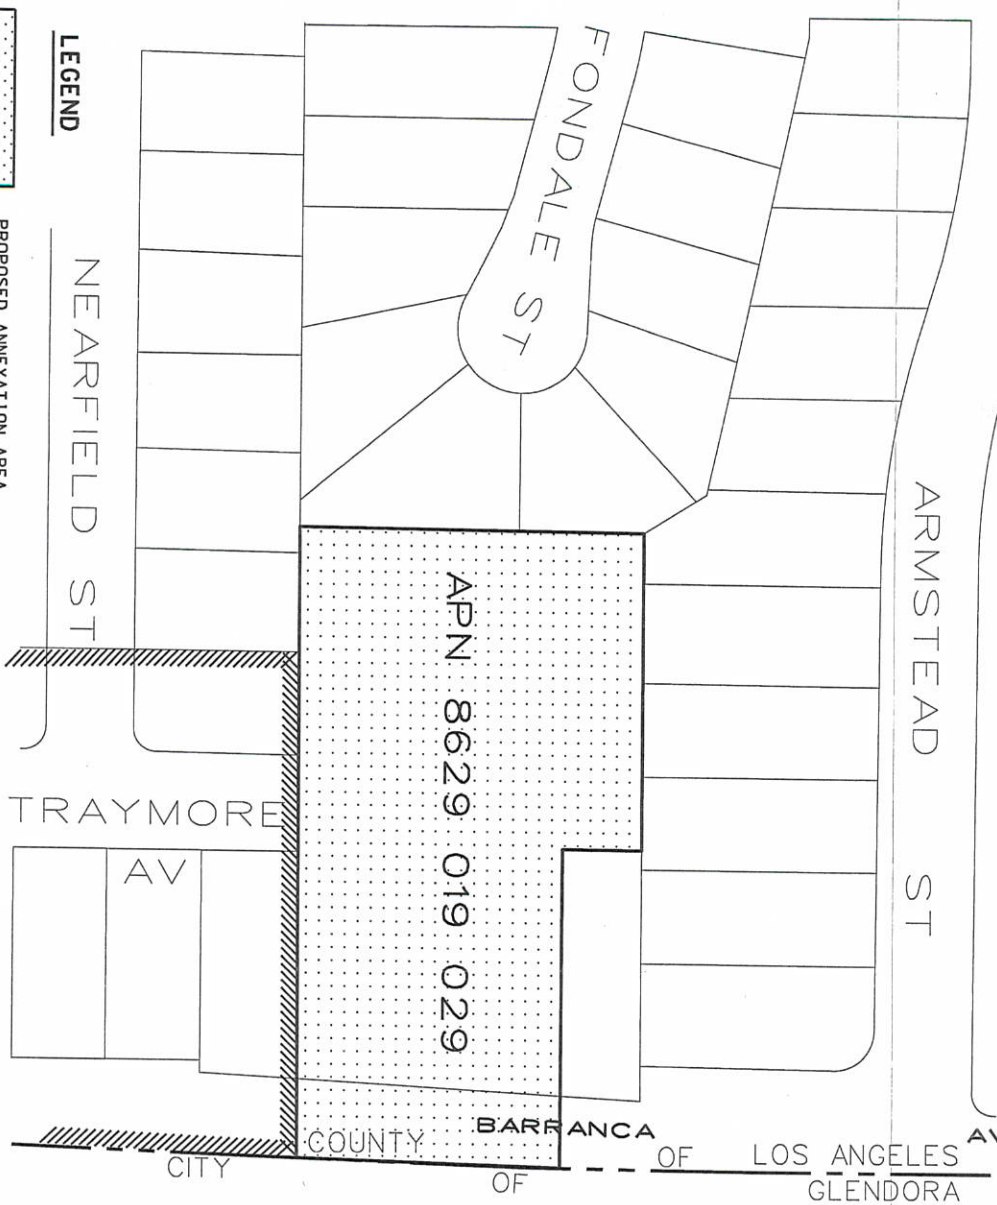 FONDALE ST
ARMSTEAD ST
LEGEND
PROPOSED ANNEXATION AREA
NEARFIELD ST
APN 8629 019 029
TRAYMORE
AV
BARRANCA
AV
COUNTY OF LOS ANGELES
CITY OF GLENDORA